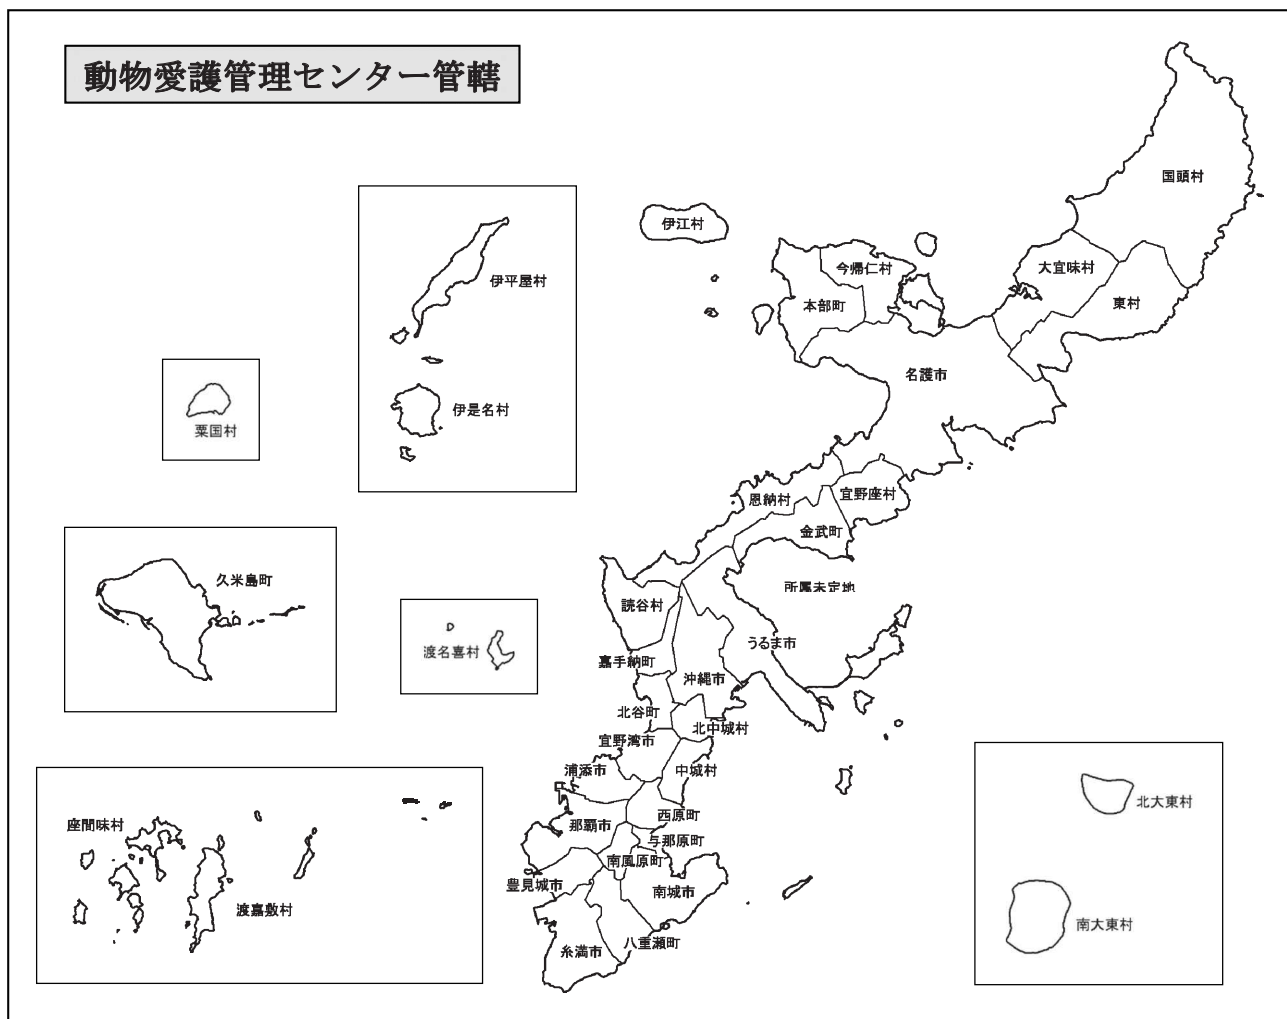 動物愛護管理センター管轄
国頭村
伊江村
大宜味村
今帰仁村
東村
本部町
伊平屋村
名護市
伊是名村
粟国村
恩納村
宜野座村
金武町
久米島町
所属未定地
読谷村
うるま市
渡名喜村
嘉手納町
沖縄市
北谷町
北中城村
宜野湾市
浦添市
中城村
北大東村
西原町
座間味村
那覇市
与那原町
南風原町
豊見城市
南城市
渡嘉敷村
南大東村
八重瀬町
糸満市